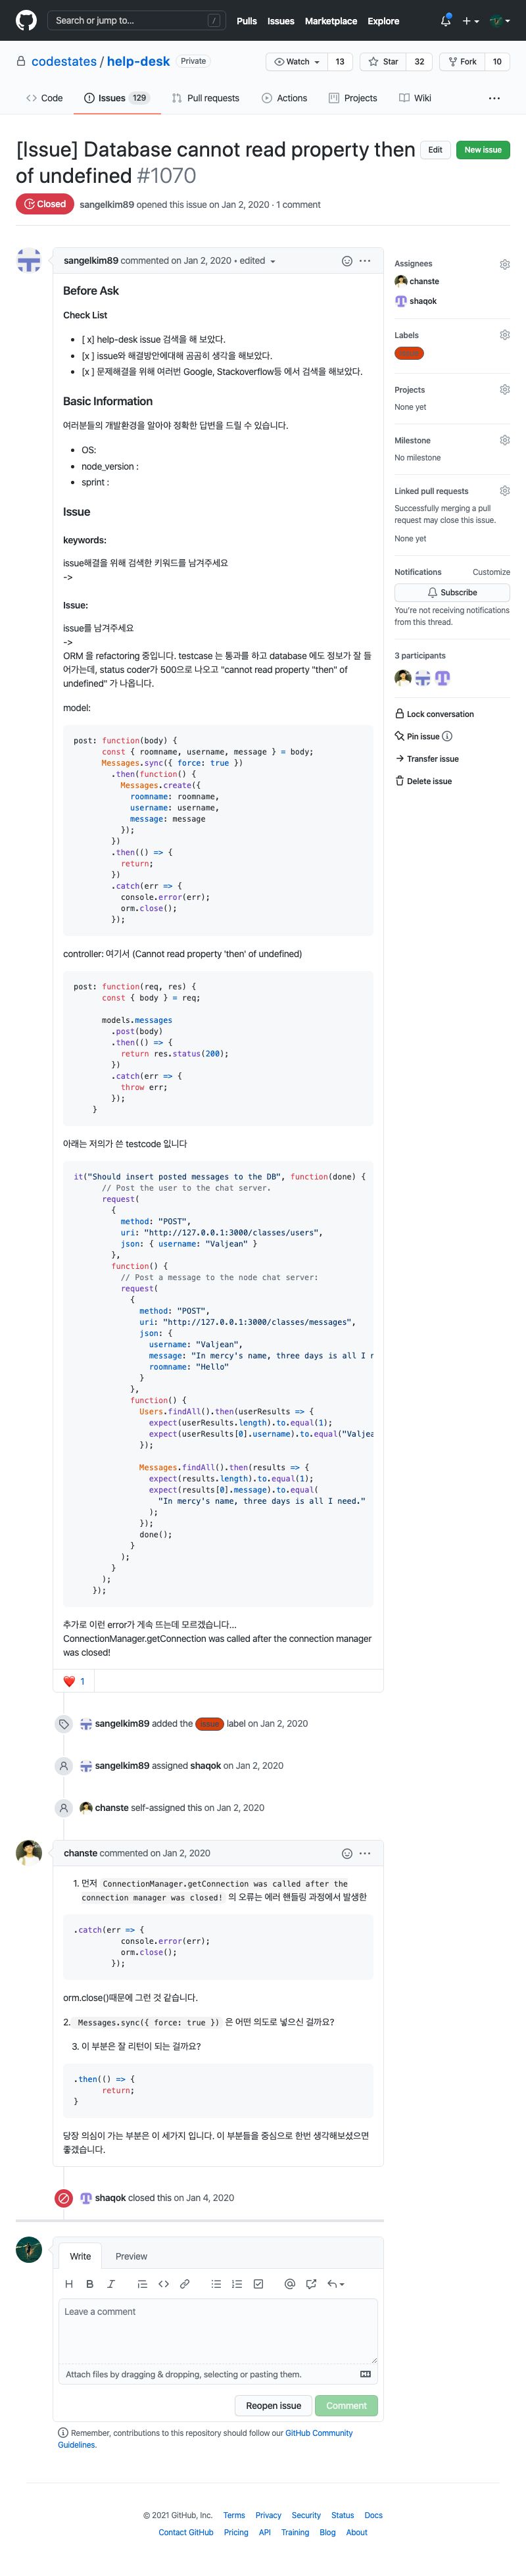 Search or jump to... /
Pulls Issues Marketplace Explore
codestates / help-desk Private
Watch 13 Star 32 Fork 10
Code Issues 129 Pull requests Actions Projects Wiki ...
[Issue] Database cannot read property then
of undefined #1070
Edit New issue
Closed sangelkim89 opened this issue on Jan 2, 2020 · 1 comment
sangelkim89 commented on Jan 2, 2020 • edited
Before Ask
Check List
• [ x] help-desk issue 검색을 해 보았다.
• [x ] issue와 해결방안에대해 곰곰히 생각을 해보았다.
• [x ] 문제해결을 위해 여러번 Google, Stackoverflow등 에서 검색을 해보았다.
Basic Information
여러분들의 개발환경을 알아야 정확한 답변을 드릴 수 있습니다.
• OS:
• node_version :
• sprint :
Issue
keywords:
issue해결을 위해 검색한 키워드를 남겨주세요
->
Issue:
issue를 남겨주세요
->
ORM 을 refactoring 중입니다. testcase 는 통과를 하고 database 에도 정보가 잘 들
어가는데, status coder가 500으로 나오고 "cannot read property "then" of
undefined" 가 나옵니다.
model:
post: function(body) {
const { roomname, username, message } = body;
Messages.sync({ force: true })
.then(function() {
Messages.create({
roomname: roomname,
username: username,
message: message
});
})
.then(() => {
return;
})
.catch(err => {
console.error(err);
orm.close();
});
controller: 여기서 (Cannot read property 'then' of undefined)
post: function(req, res) {
const { body } = req;
models.messages
.post(body)
.then(() => {
return res.status(200);
})
.catch(err => {
throw err;
});
}
아래는 저의가 쓴 testcode 입니다
it("Should insert posted messages to the DB", function(done) {
// Post the user to the chat server.
request(
{
method: "POST",
uri: "http://127.0.0.1:3000/classes/users",
json: { username: "Valjean" }
},
function() {
// Post a message to the node chat server:
request(
{
method: "POST",
uri: "http://127.0.0.1:3000/classes/messages",
json: {
username: "Valjean",
message: "In mercy's name, three days is all I r
roomname: "Hello"
}
},
function() {
Users.findAll().then(userResults => {
expect(userResults.length).to.equal(1);
expect(userResults[0].username).to.equal("Valjea
});
Messages.findAll().then(results => {
expect(results.length).to.equal(1);
expect(results[0].message).to.equal(
"In mercy's name, three days is all I need."
);
});
done();
}
);
}
);
});
추가로 이런 error가 게속 뜨는데 모르겠습니다...
ConnectionManager.getConnection was called after the connection manager
was closed!
❤️ 1
sangelkim89 added the issue label on Jan 2, 2020
sangelkim89 assigned shaqok on Jan 2, 2020
chanste self-assigned this on Jan 2, 2020
chanste commented on Jan 2, 2020
1. 먼저 ConnectionManager.getConnection was called after the
connection manager was closed! 의 오류는 에러 핸들링 과정에서 발생한
.catch(err => {
console.error(err);
orm.close();
});
orm.close()때문에 그런 것 같습니다.
2. Messages.sync({ force: true }) 은 어떤 의도로 넣으신 걸까요?
3. 이 부분은 잘 리턴이 되는 걸까요?
.then(() => {
return;
}
당장 의심이 가는 부분은 이 세가지 입니다. 이 부분들을 중심으로 한번 생각해보셨으면
좋겠습니다.
shaqok closed this on Jan 4, 2020
Write Preview
Leave a comment
Attach files by dragging & dropping, selecting or pasting them.
Reopen issue Comment
Remember, contributions to this repository should follow our GitHub Community
Guidelines.
Assignees
chanste
shaqok
Labels
issue
Projects
None yet
Milestone
No milestone
Linked pull requests
Successfully merging a pull
request may close this issue.
None yet
Notifications Customize
Subscribe
You're not receiving notifications
from this thread.
3 participants
Lock conversation
Pin issue
Transfer issue
Delete issue
© 2021 GitHub, Inc. Terms Privacy Security Status Docs
Contact GitHub Pricing API Training Blog About